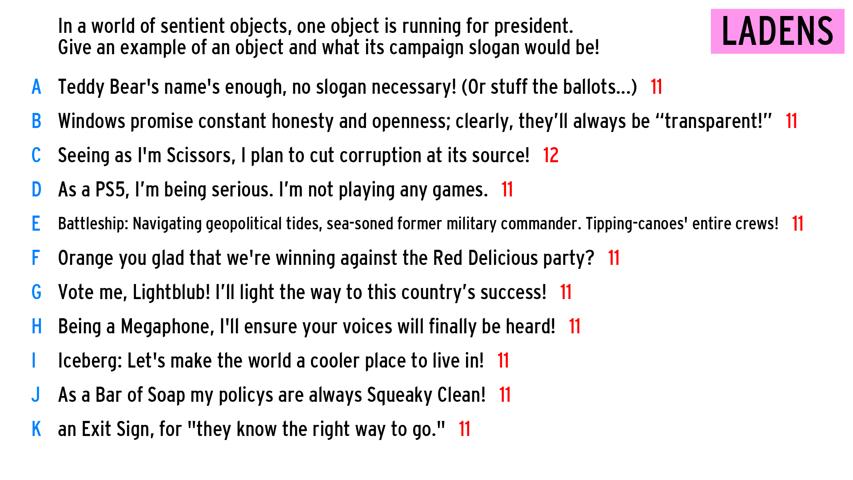 In a world of sentient objects, one object is running for president.
Give an example of an object and what its campaign slogan would be!
LADENS
A Teddy Bear's name's enough, no slogan necessary! (Or stuff the ballots...) 11
B Windows promise constant honesty and openness; clearly, they’ll always be “transparent!” 11
C Seeing as I'm Scissors, I plan to cut corruption at its source! 12
D As a PS5, I’m being serious. I’m not playing any games. 11
E Battleship: Navigating geopolitical tides, sea-soned former military commander. Tipping-canoes' entire crews! 11
F Orange you glad that we're winning against the Red Delicious party? 11
G Vote me, Lightblub! I’ll light the way to this country’s success! 11
H Being a Megaphone, I'll ensure your voices will finally be heard! 11
I Iceberg: Let's make the world a cooler place to live in! 11
J As a Bar of Soap my policys are always Squeaky Clean! 11
K an Exit Sign, for "they know the right way to go." 11